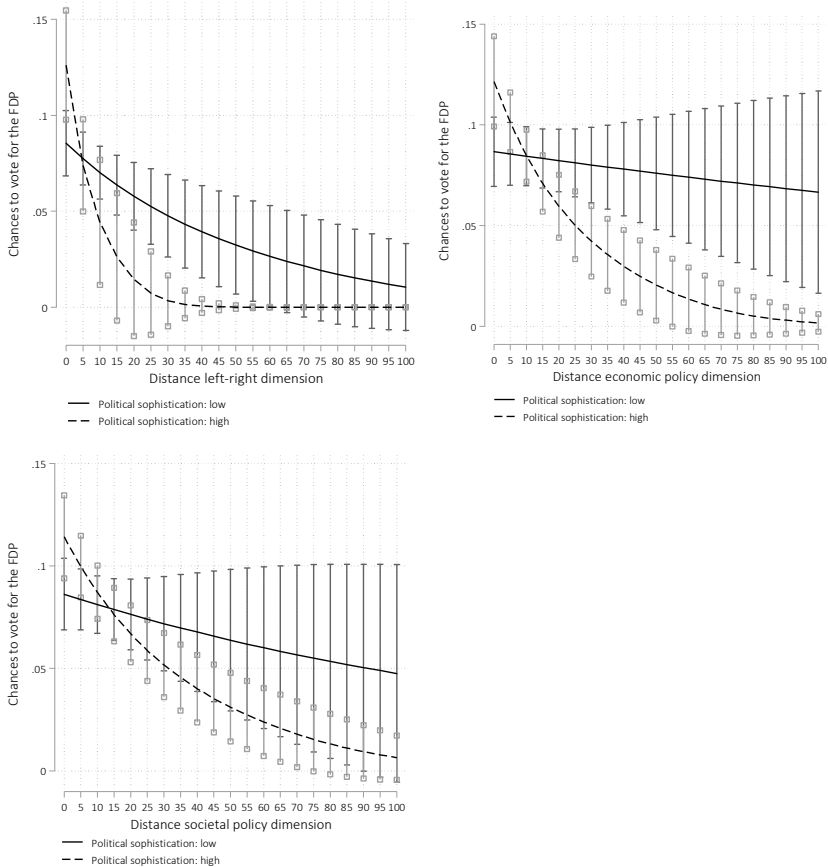 .15
.1
.05
0
Chances to vote for the FDP
0 5 10 15 20 25 30 35 40 45 50 55 60 65 70 75 80 85 90 95 100
Distance left-right dimension
Political sophistication: low
Political sophistication: high
.15
.1
.05
0
Chances to vote for the FDP
0 5 10 15 20 25 30 35 40 45 50 55 60 65 70 75 80 85 90 95 100
Distance economic policy dimension
Political sophistication: low
Political sophistication: high
.15
.1
.05
0
Chances to vote for the FDP
0 5 10 15 20 25 30 35 40 45 50 55 60 65 70 75 80 85 90 95 100
Distance societal policy dimension
Political sophistication: low
Political sophistication: high